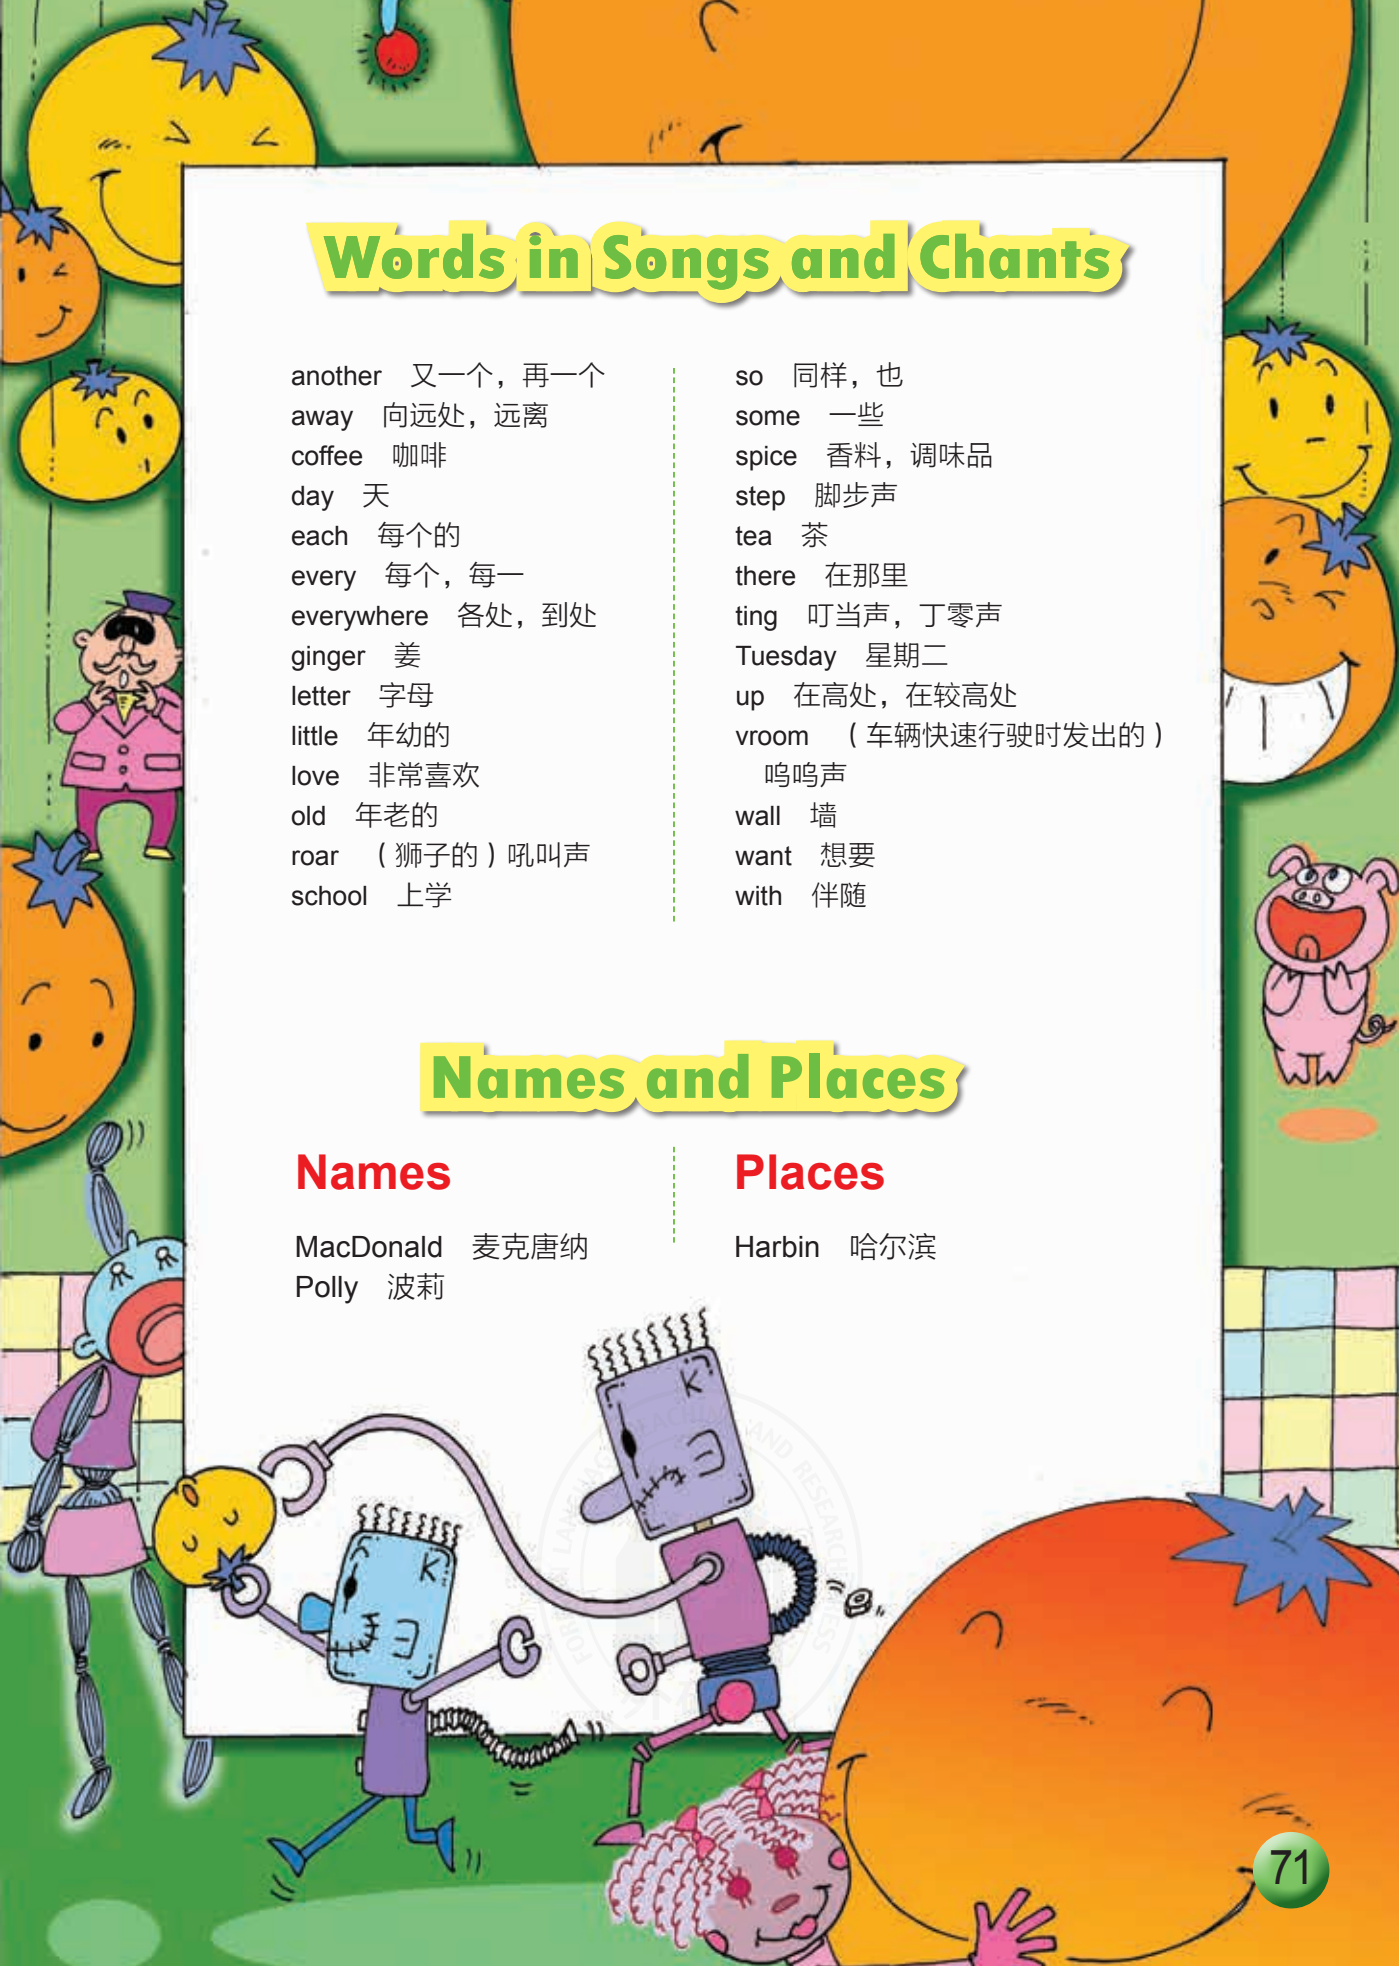 Words in Songs and Chants
another 又一个，再一个
away 向远处，远离
coffee 咖啡
day 天
each 每个的
every 每个，每一
everywhere 各处，到处
ginger 姜
letter 字母
little 年幼的
love 非常喜欢
old 年老的
roar （狮子的）吼叫声
school 上学
so 同样，也
some 一些
spice 香料，调味品
step 脚步声
tea 茶
there 在那里
ting 叮当声，丁零声
Tuesday 星期二
up 在高处，在较高处
vroom （车辆快速行驶时发出的）
呜呜声
wall 墙
want 想要
with 伴随
Names and Places
Names
MacDonald 麦克唐纳
Polly 波莉
Places
Harbin 哈尔滨
71